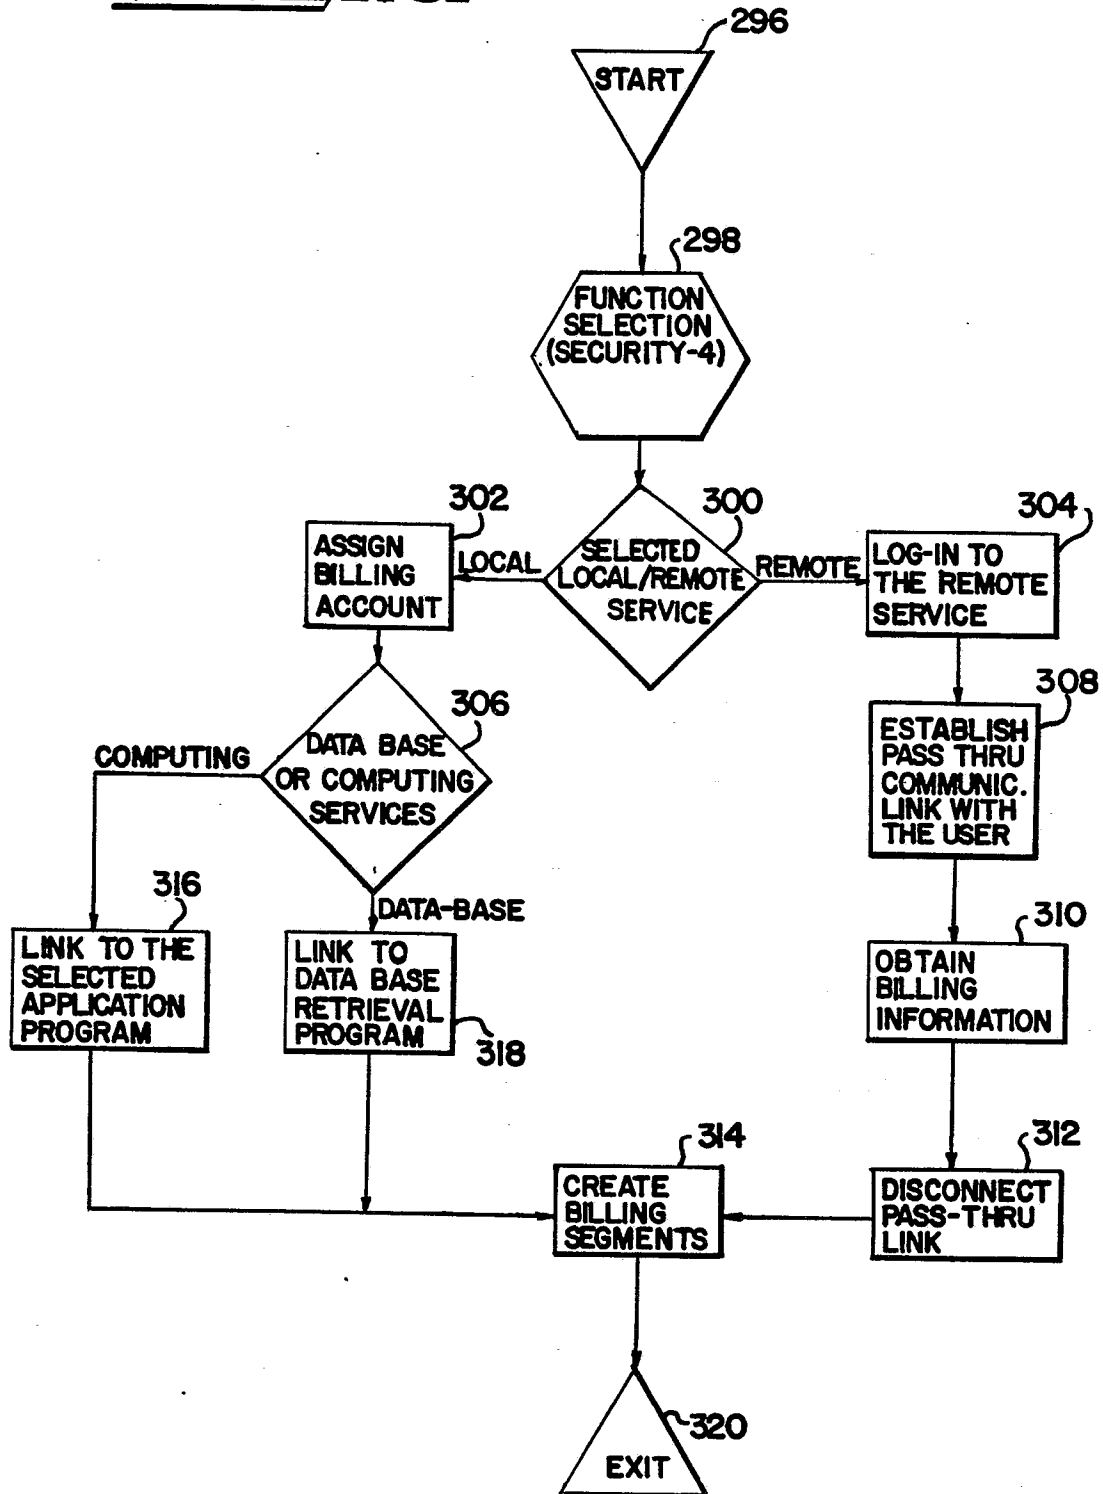 296
START
298
FUNCTION
SELECTION
(SECURITY-4)
302
300
304
ASSIGN
BILLING
ACCOUNT
LOCAL
SELECTED
LOCAL/REMOTE
SERVICE
REMOTE
LOG-IN TO
THE REMOTE
SERVICE
306
308
COMPUTING
DATA BASE
OR COMPUTING
SERVICES
ESTABLISH
PASS THRU
COMMUNIC.
LINK WITH
THE USER
316
DATA-BASE
310
LINK TO THE
SELECTED
APPLICATION
PROGRAM
LINK TO
DATA BASE
RETRIEVAL
PROGRAM
318
OBTAIN
BILLING
INFORMATION
314
312
CREATE
BILLING
SEGMENTS
DISCONNECT
PASS-THRU
LINK
320
EXIT